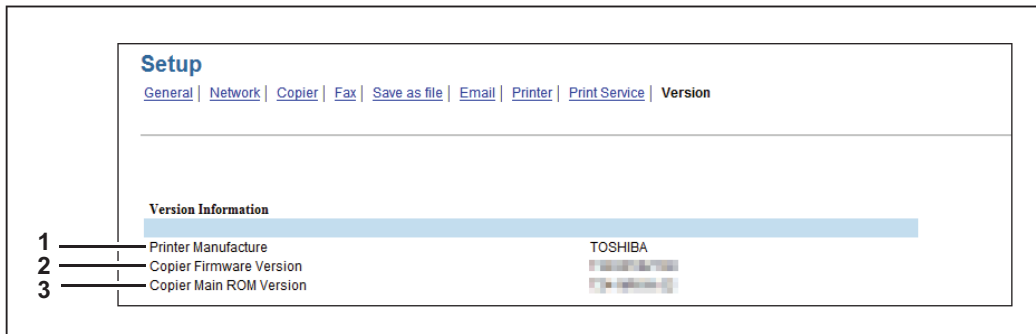 Setup
General | Network | Copier | Fax | Save as file | Email | Printer | Print Service | Version
Version Information
1 Printer Manufacture TOSHIBA
2 Copier Firmware Version
3 Copier Main ROM Version